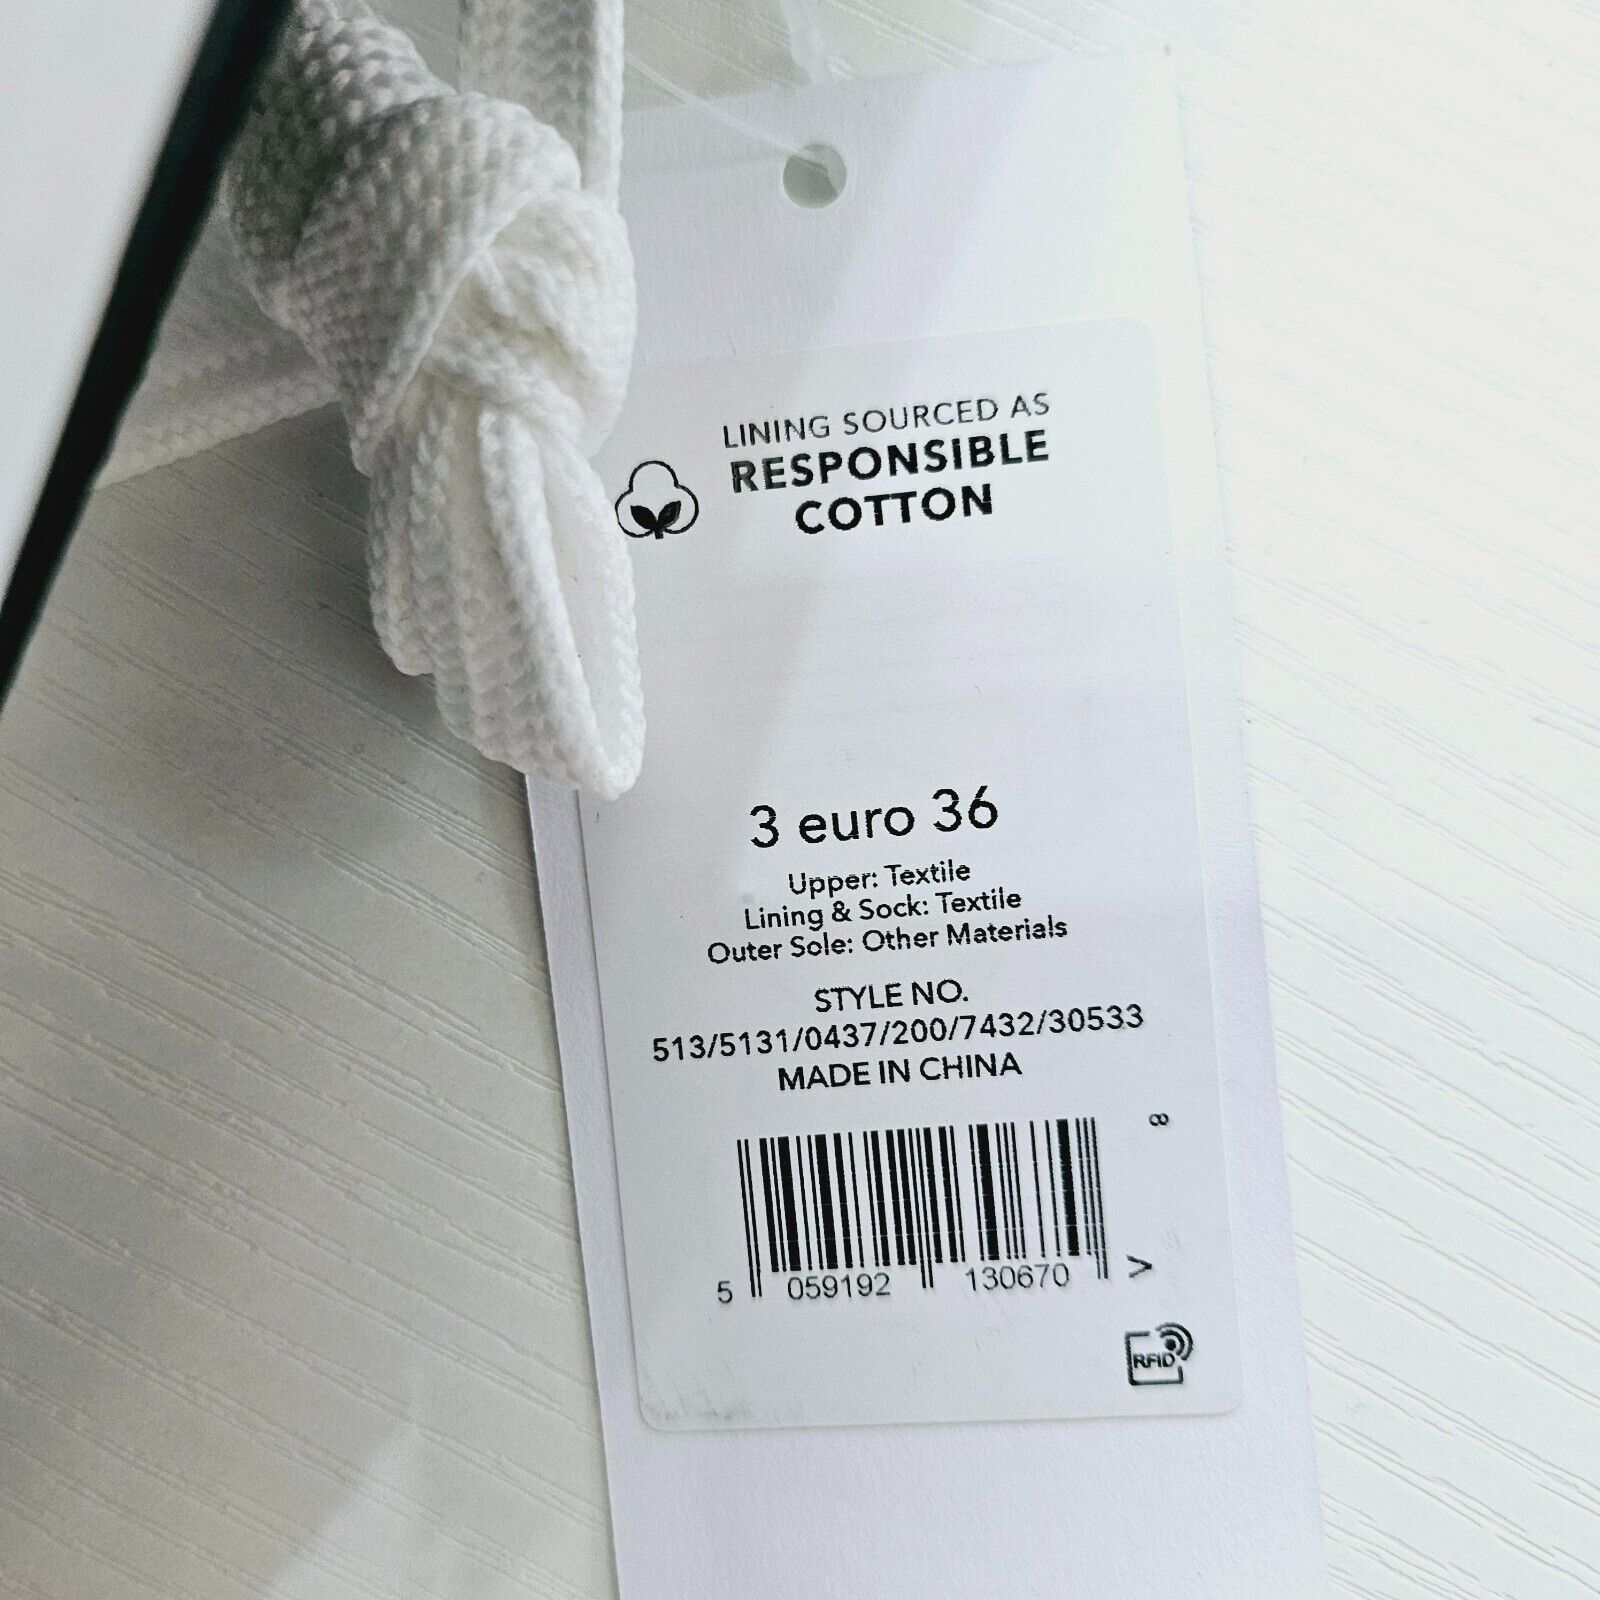 LINING SOURCED AS
RESPONSIBLE
COTTON
3 euro 36
Upper: Textile
Lining & Sock: Textile
Outer Sole: Other Materials
STYLE NO.
513/5131/0437/200/7432/30533
MADE IN CHINA
8
5 059192 130670 >
RFID